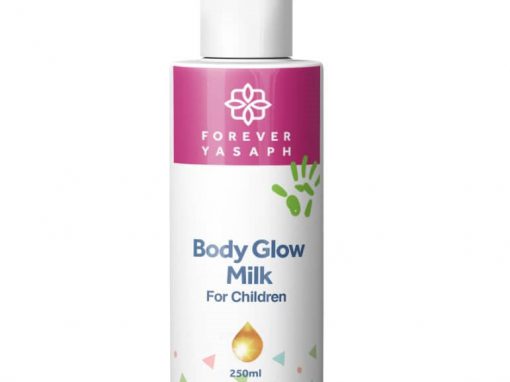 FOREVER
YASAPH
Body Glow
Milk
For Children
250ml